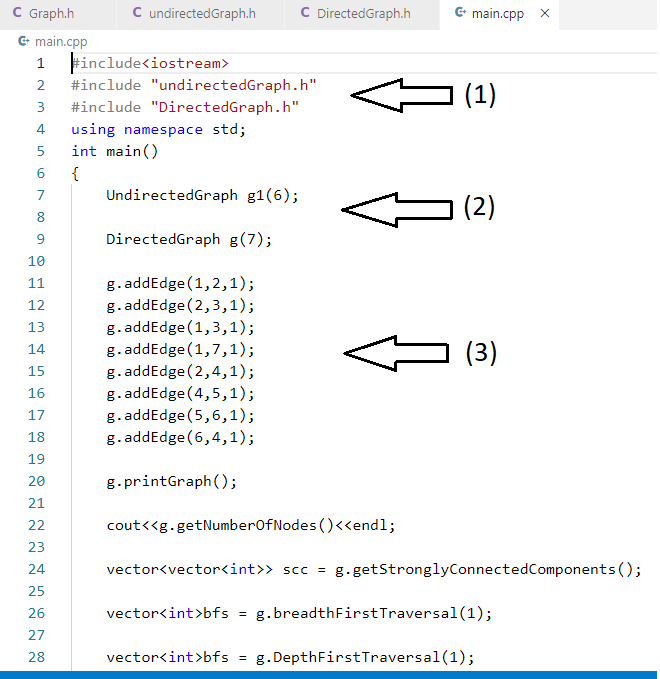 Graph.h undirectedGraph.h DirectedGraph.h main.cpp ×
main.cpp
1 #include<iostream>
2 #include "undirectedGraph.h"
(1)
3 #include "DirectedGraph.h"
4 using namespace std;
5 int main()
6 {
7     UndirectedGraph g1(6);
(2)
8
9     DirectedGraph g(7);
10
11     g.addEdge(1,2,1);
12     g.addEdge(2,3,1);
13     g.addEdge(1,3,1);
14     g.addEdge(1,7,1);
(3)
15     g.addEdge(2,4,1);
16     g.addEdge(4,5,1);
17     g.addEdge(5,6,1);
18     g.addEdge(6,4,1);
19
20     g.printGraph();
21
22     cout<<g.getNumberOfNodes()<<endl;
23
24     vector<vector<int>> scc = g.getStronglyConnectedComponents();
25
26     vector<int>bfs = g.breadthFirstTraversal(1);
27
28     vector<int>bfs = g.DepthFirstTraversal(1);